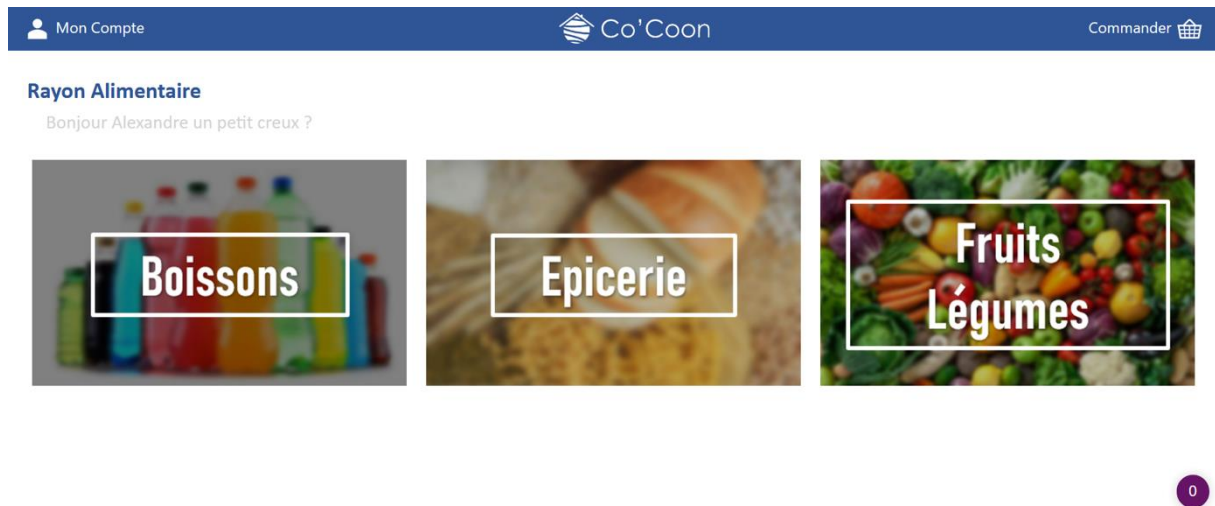 Mon Compte
Co'Coon
Commander
Rayon Alimentaire
Bonjour Alexandre un petit creux ?
Boissons
Epicerie
Fruits
Légumes
0